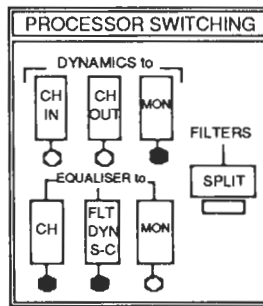 PROCESSOR SWITCHING
DYNAMICS to
CH IN
CH OUT
MON
FILTERS
SPLIT
EQUALISER to
CH
FLT DYN S-C
MON